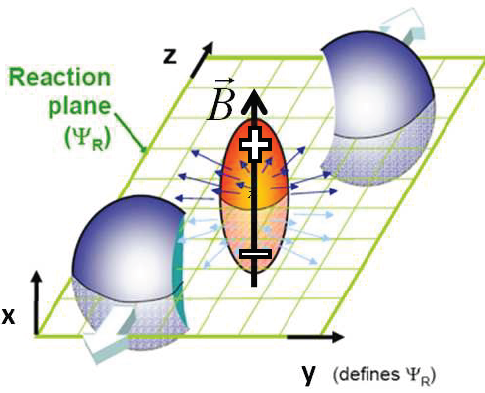 z
Reaction
plane
(Ψ_R)
B⃗
+
−
x
y (defines Ψ_R)